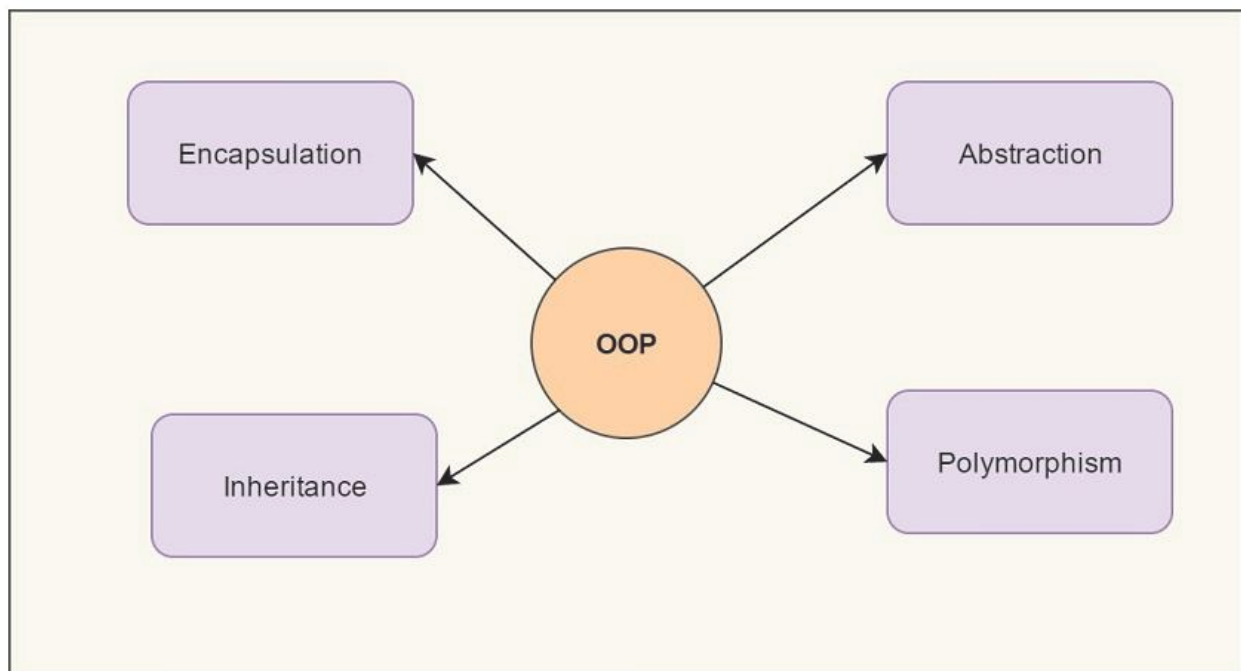 Encapsulation
Abstraction
OOP
Inheritance
Polymorphism